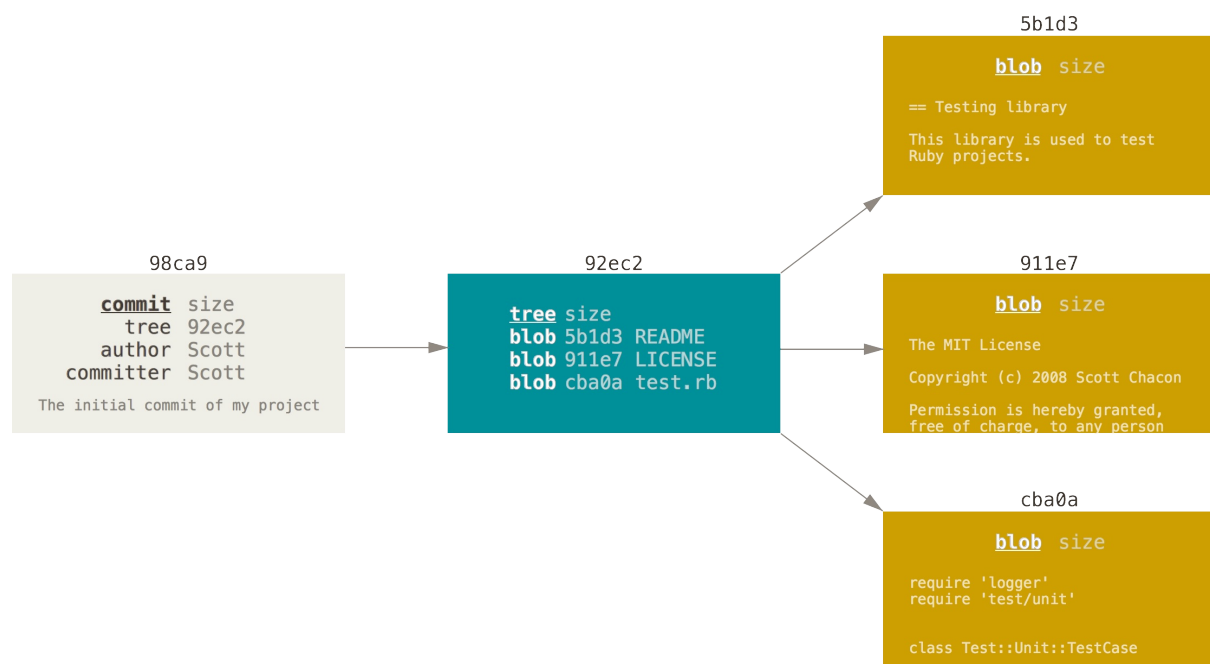 5b1d3
blob size
== Testing library
This library is used to test
Ruby projects.
98ca9
commit size
tree 92ec2
author Scott
committer Scott
The initial commit of my project
92ec2
tree size
blob 5b1d3 README
blob 911e7 LICENSE
blob cba0a test.rb
911e7
blob size
The MIT License
Copyright (c) 2008 Scott Chacon
Permission is hereby granted,
free of charge, to any person
cba0a
blob size
require 'logger'
require 'test/unit'
class Test::Unit::TestCase